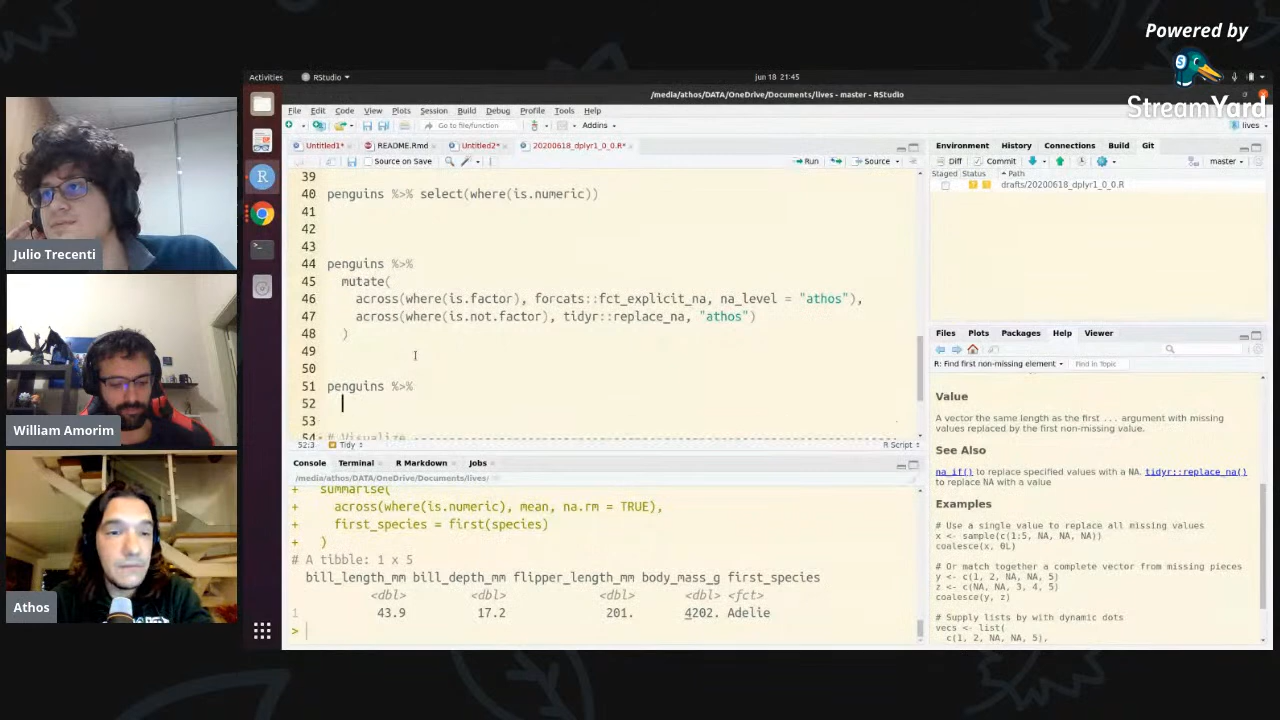 Powered by
StreamYard
Julio Trecenti
William Amorim
Athos
Activities
RStudio
jun 18 21:45
/media/athos/DATA/OneDrive/Documents/lives - master - RStudio
File Edit Code View Plots Session Build Debug Profile Tools Help
Go to file/function
Addins
lives
Untitled1* README.Rmd Untitled2* 20200618_dplyr1_0_0.R*
Source on Save
Run
Source
39
40 penguins %>% select(where(is.numeric))
41
42
43
44 penguins %>%
45 mutate(
46 across(where(is.factor), forcats::fct_explicit_na, na_level = "athos"),
47 across(where(is.not.factor), tidyr::replace_na, "athos")
48 )
49
50
51 penguins %>%
52
53
54 # Visualize
52:3 Tidy
R Script
Console Terminal R Markdown Jobs
/media/athos/DATA/OneDrive/Documents/lives/
+ summarise(
+ across(where(is.numeric), mean, na.rm = TRUE),
+ first_species = first(species)
+ )
# A tibble: 1 x 5
bill_length_mm bill_depth_mm flipper_length_mm body_mass_g first_species
<dbl> <dbl> <dbl> <dbl> <fct>
1 43.9 17.2 201. 4202. Adelie
>
Environment History Connections Build Git
Diff Commit
master
Staged Status Path
drafts/20200618_dplyr1_0_0.R
Files Plots Packages Help Viewer
R: Find first non-missing element
Find in Topic
Value
A vector the same length as the first ... argument with missing
values replaced by the first non-missing value.
See Also
na_if() to replace specified values with a NA. tidyr::replace_na()
to replace NA with a value
Examples
# Use a single value to replace all missing values
x <- sample(c(1:5, NA, NA, NA))
coalesce(x, 0L)
# Or match together a complete vector from missing pieces
y <- c(1, 2, NA, NA, 5)
z <- c(NA, NA, 3, 4, 5)
coalesce(y, z)
# Supply lists by with dynamic dots
vecs <- list(
c(1, 2, NA, NA, 5),